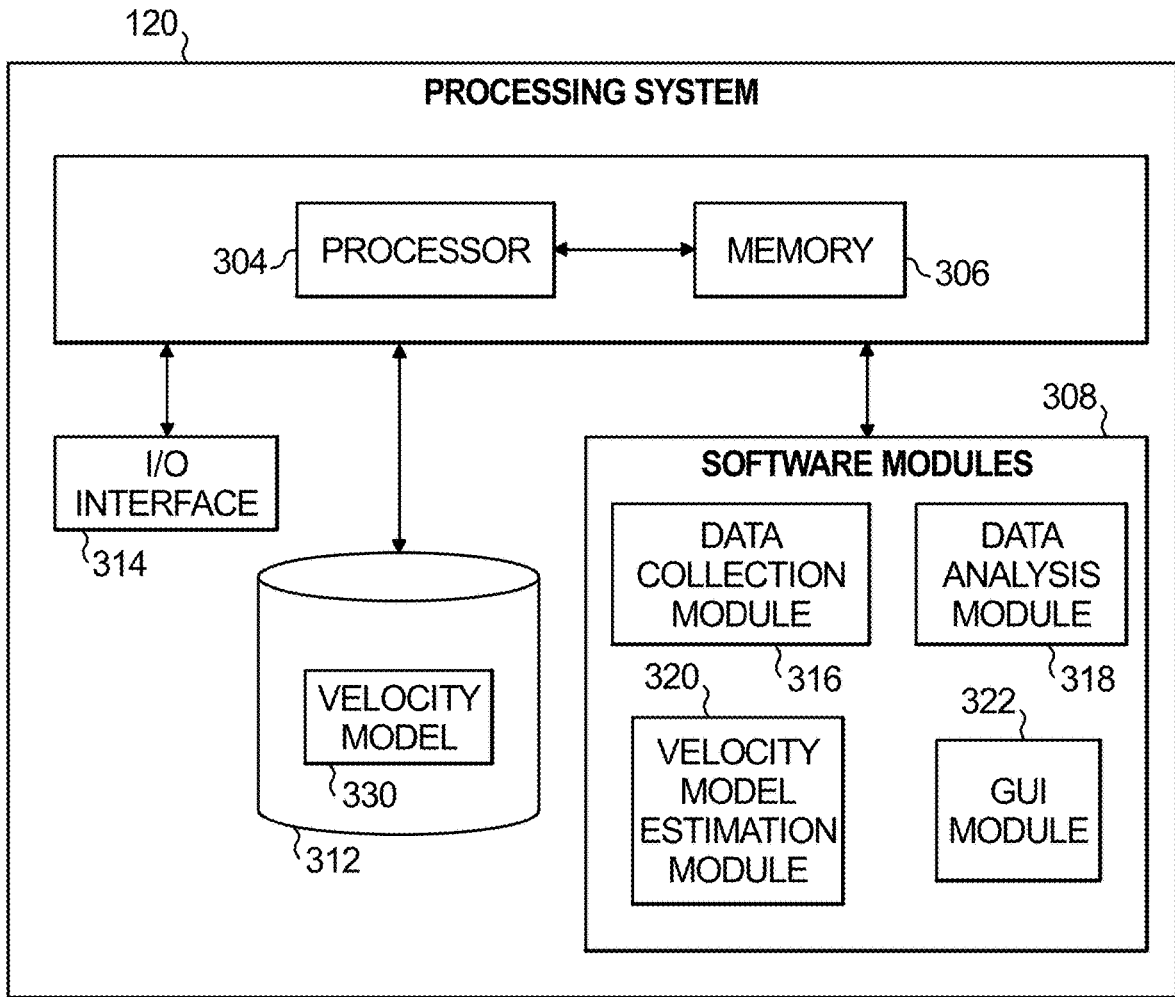 120
PROCESSING SYSTEM
304
PROCESSOR
MEMORY
306
I/O
INTERFACE
314
VELOCITY
MODEL
330
312
308
SOFTWARE MODULES
DATA
COLLECTION
MODULE
316
DATA
ANALYSIS
MODULE
318
320
VELOCITY
MODEL
ESTIMATION
MODULE
322
GUI
MODULE